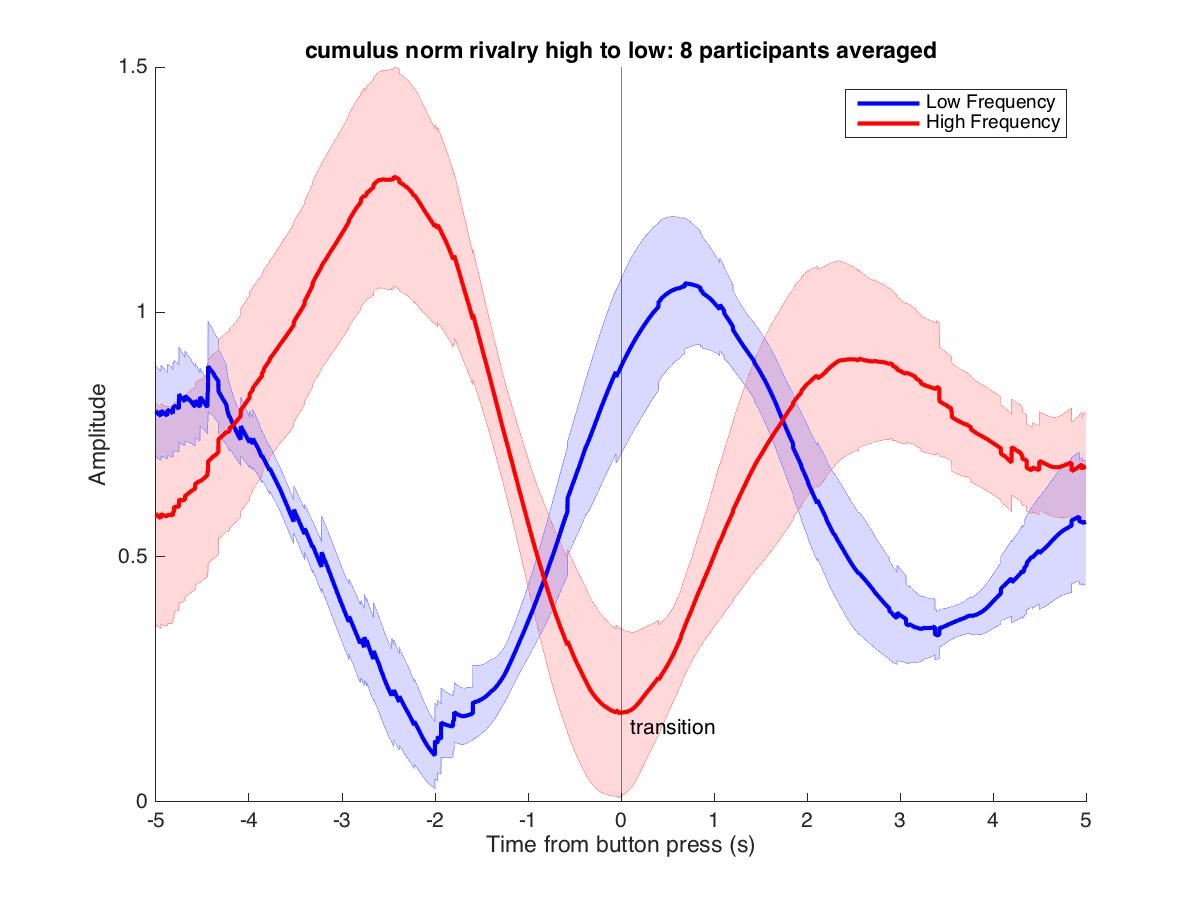 cumulus norm rivalry high to low: 8 participants averaged
1.5
1
0.5
0
Amplitude
Low Frequency
High Frequency
transition
-5 -4 -3 -2 -1 0 1 2 3 4 5
Time from button press (s)